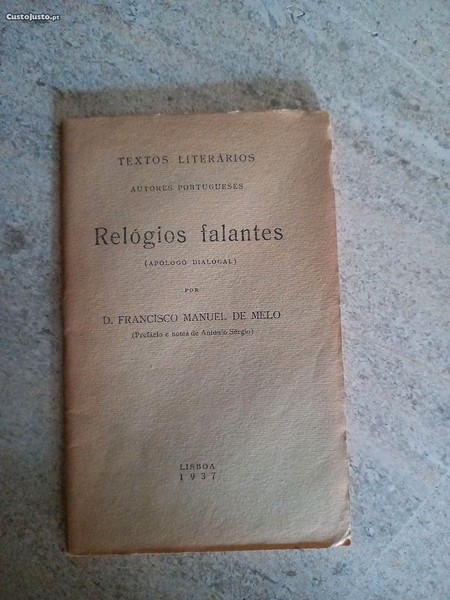 CustoJusto.pt
TEXTOS LITERÁRIOS
AUTORES PORTUGUESES
Relógios falantes
(APÓLOGO DIALOGAL)
POR
D. FRANCISCO MANUEL DE MELO
(Prefácio e notas de António Sérgio)
LISBOA
1937